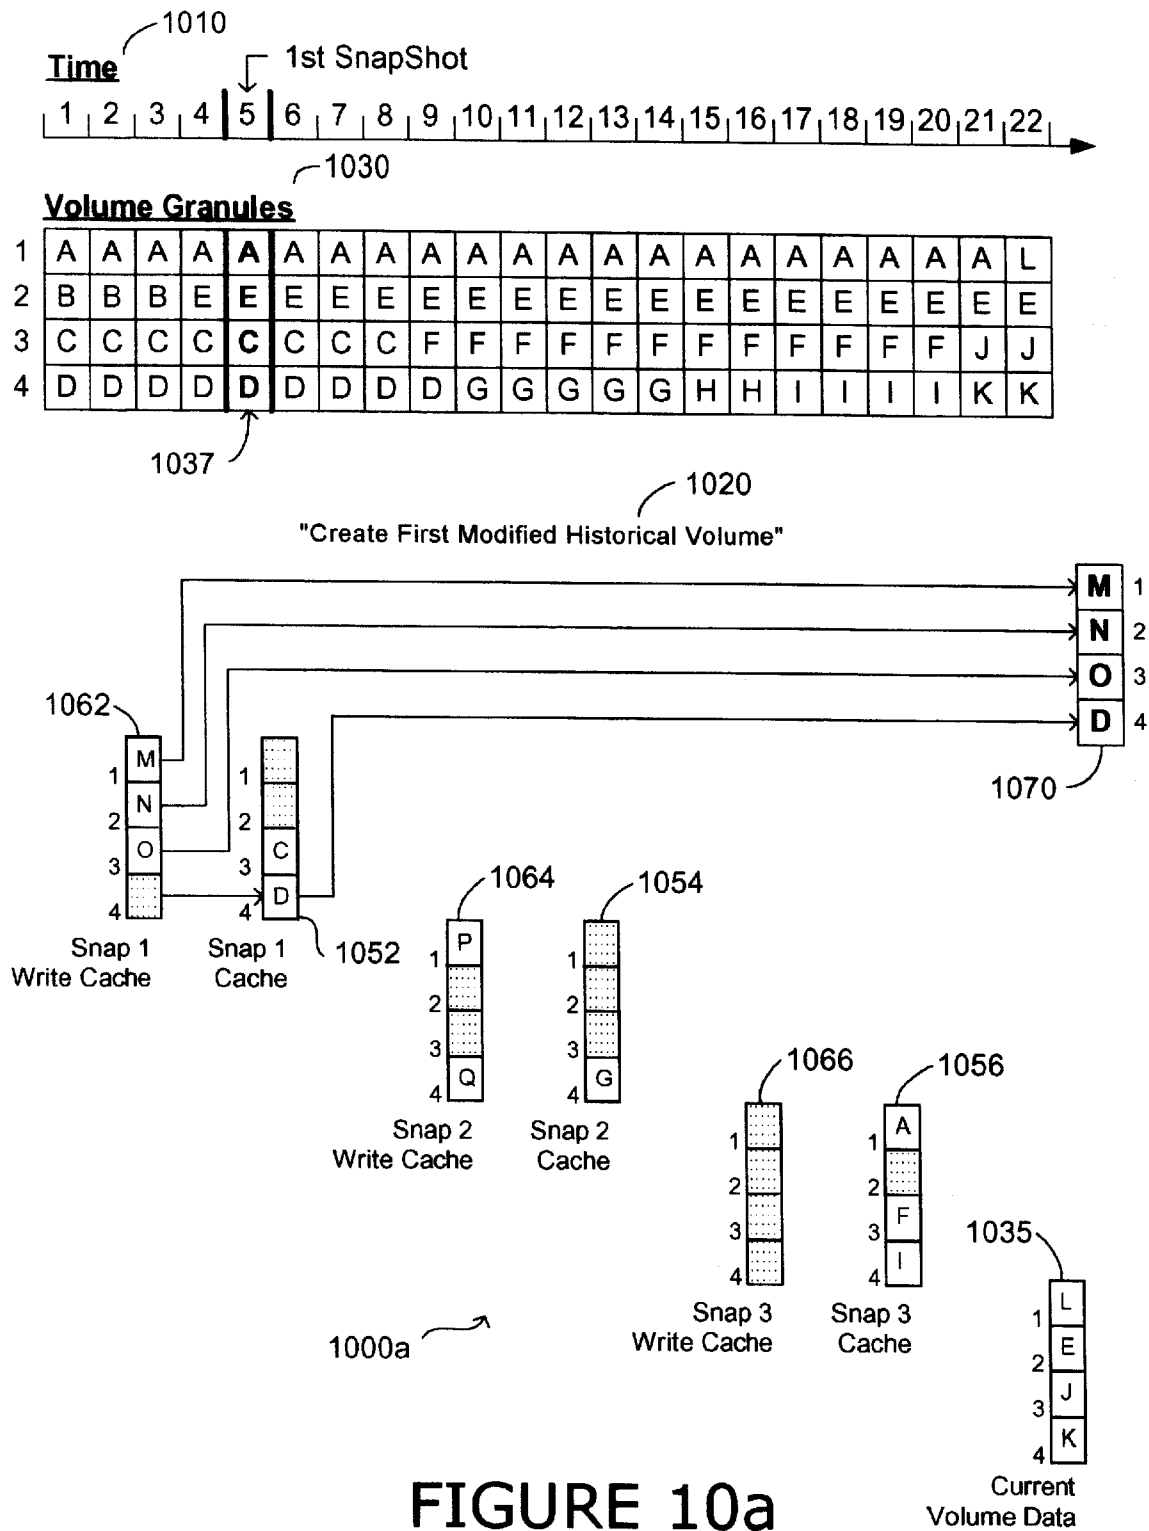 1010
Time
1st SnapShot
1 2 3 4 5 6 7 8 9 10 11 12 13 14 15 16 17 18 19 20 21 22
1030
Volume Granules
1 A A A A A A A A A A A A A A A A A A A A A L
2 B B B E E E E E E E E E E E E E E E E E E E
3 C C C C C C C C F F F F F F F F F F F F J J
4 D D D D D D D D D G G G G G H H I I I I K K
1037
1020
"Create First Modified Historical Volume"
M 1
N 2
O 3
D 4
1070
1062
M
1
N
2
O
3
4
Snap 1
Write Cache
1
2
C
3
D
4
1052
Snap 1
Cache
1064
P
1
2
3
Q
4
Snap 2
Write Cache
1054
1
2
3
G
4
Snap 2
Cache
1066
1
2
3
4
Snap 3
Write Cache
1056
A
1
2
F
3
I
4
Snap 3
Cache
1035
L
1
E
2
J
3
K
4
Current
Volume Data
1000a
FIGURE 10a